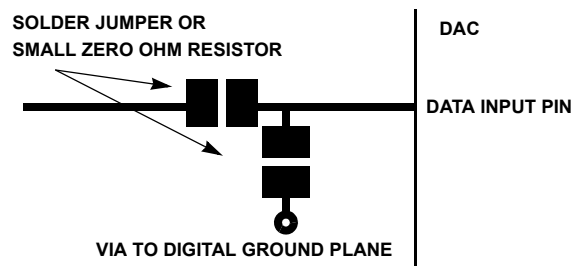 SOLDER JUMPER OR
SMALL ZERO OHM RESISTOR
DAC
DATA INPUT PIN
VIA TO DIGITAL GROUND PLANE